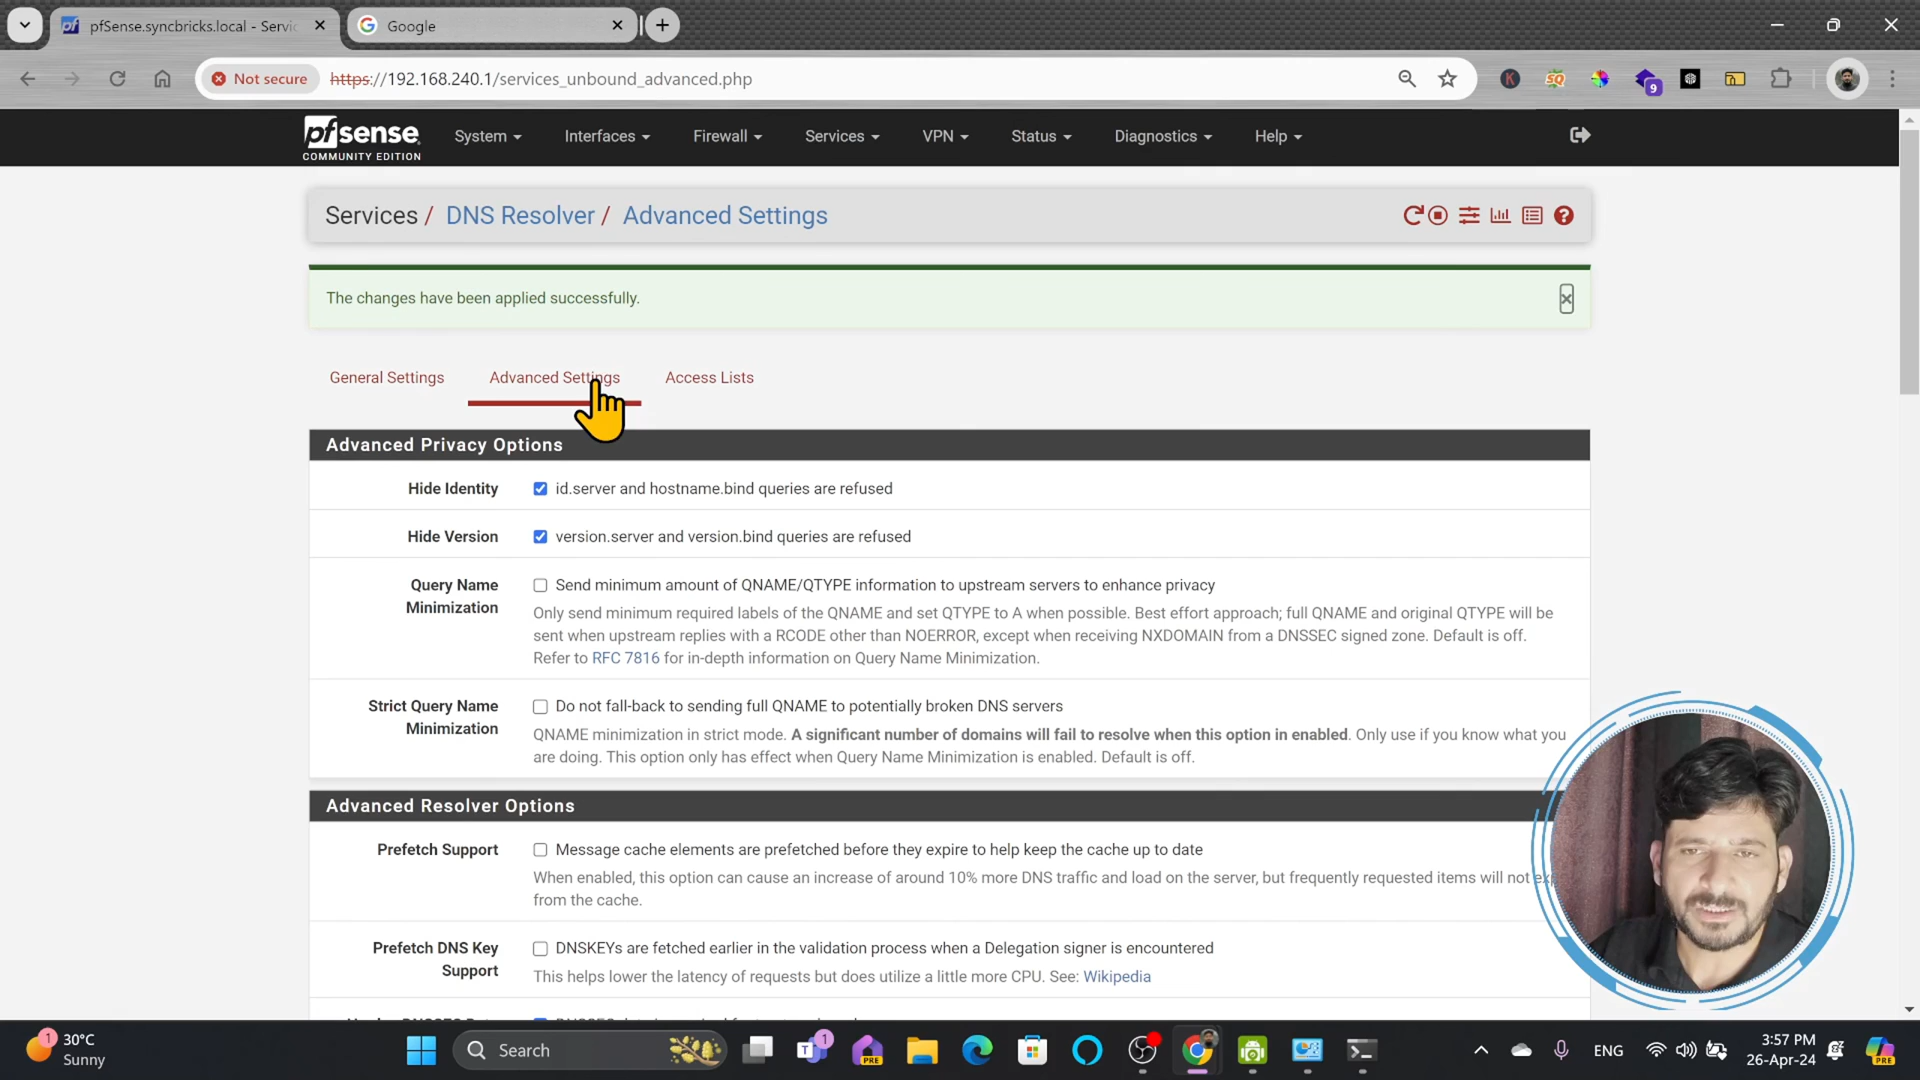 pfSense.syncbricks.local - Servic
Google
Not secure
https://192.168.240.1/services_unbound_advanced.php
9
pfsense
COMMUNITY EDITION
System
Interfaces
Firewall
Services
VPN
Status
Diagnostics
Help
Services / DNS Resolver / Advanced Settings
The changes have been applied successfully.
General Settings
Advanced Settings
Access Lists
Advanced Privacy Options
Hide Identity
id.server and hostname.bind queries are refused
Hide Version
version.server and version.bind queries are refused
Query Name
Minimization
Send minimum amount of QNAME/QTYPE information to upstream servers to enhance privacy
Only send minimum required labels of the QNAME and set QTYPE to A when possible. Best effort approach; full QNAME and original QTYPE will be
sent when upstream replies with a RCODE other than NOERROR, except when receiving NXDOMAIN from a DNSSEC signed zone. Default is off.
Refer to RFC 7816 for in-depth information on Query Name Minimization.
Strict Query Name
Minimization
Do not fall-back to sending full QNAME to potentially broken DNS servers
QNAME minimization in strict mode. A significant number of domains will fail to resolve when this option in enabled. Only use if you know what you
are doing. This option only has effect when Query Name Minimization is enabled. Default is off.
Advanced Resolver Options
Prefetch Support
Message cache elements are prefetched before they expire to help keep the cache up to date
When enabled, this option can cause an increase of around 10% more DNS traffic and load on the server, but frequently requested items will not
from the cache.
Prefetch DNS Key
Support
DNSKEYs are fetched earlier in the validation process when a Delegation signer is encountered
This helps lower the latency of requests but does utilize a little more CPU. See: Wikipedia
1
30°C
Sunny
Search
1
PRE
ENG
3:57 PM
26-Apr-24
PRE